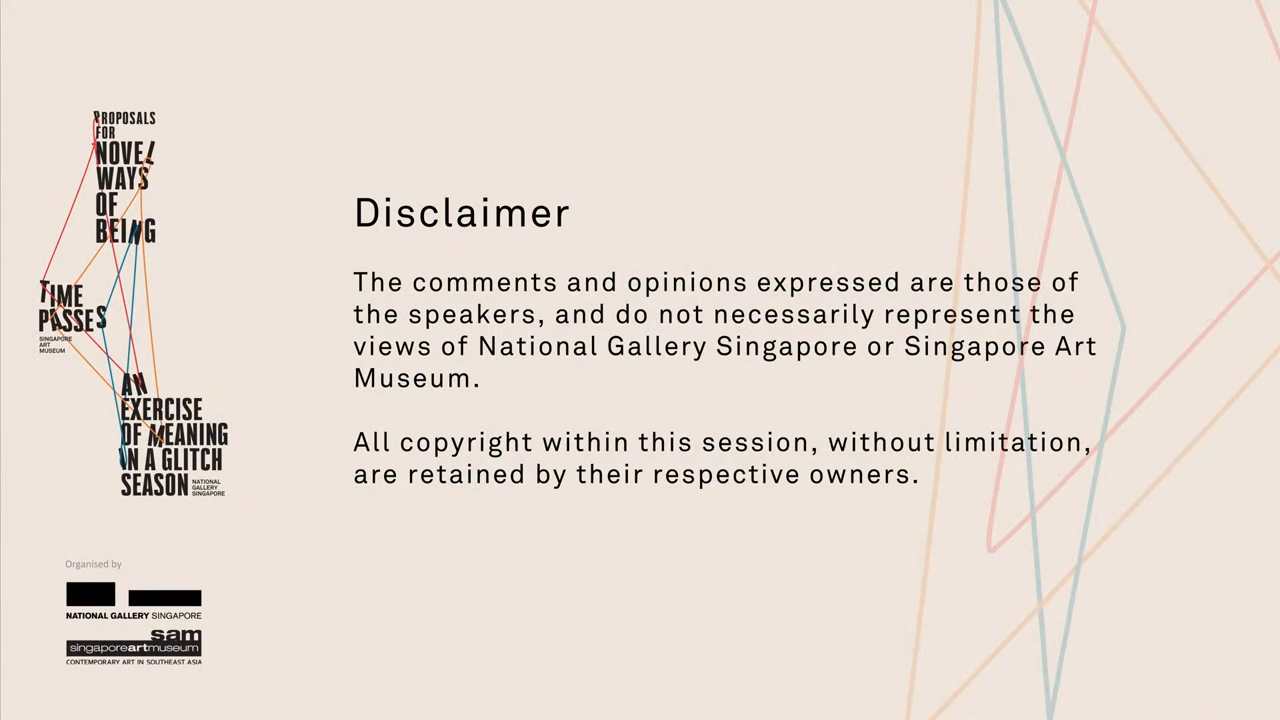 PROPOSALS
FOR
NOVEL
WAYS
OF
BEING
TIME
PASSES
SINGAPORE
ART
MUSEUM
AN
EXERCISE
OF MEANING
IN A GLITCH
SEASON
NATIONAL
GALLERY
SINGAPORE
Organised by
NATIONAL GALLERY SINGAPORE
sam
singaporeartmuseum
CONTEMPORARY ART IN SOUTHEAST ASIA
Disclaimer
The comments and opinions expressed are those of
the speakers, and do not necessarily represent the
views of National Gallery Singapore or Singapore Art
Museum.
All copyright within this session, without limitation,
are retained by their respective owners.